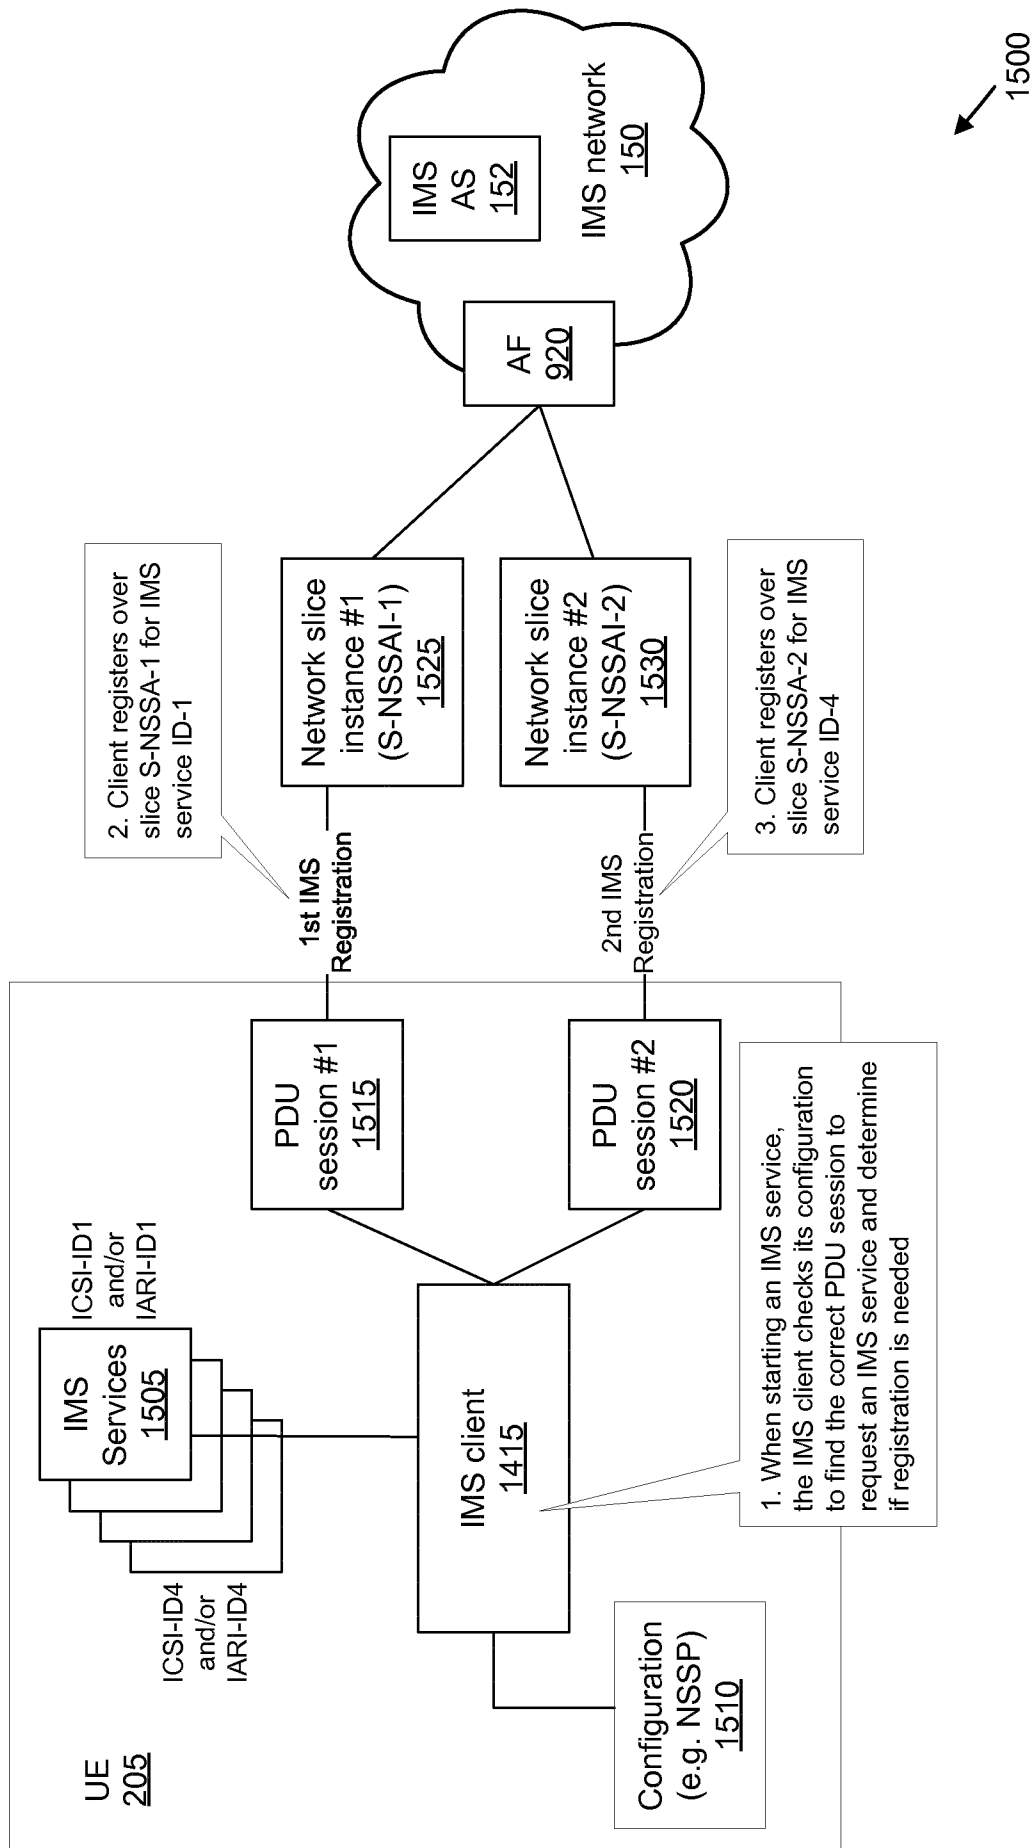 UE
205
ICSI-ID4
and/or
IARI-ID4
IMS
Services
1505
ICSI-ID1
and/or
IARI-ID1
Configuration
(e.g. NSSP)
1510
IMS client
1415
1. When starting an IMS service,
the IMS client checks its configuration
to find the correct PDU session to
request an IMS service and determine
if registration is needed
PDU
session #1
1515
PDU
session #2
1520
1st IMS
Registration
2nd IMS
Registration
2. Client registers over
slice S-NSSA-1 for IMS
service ID-1
Network slice
instance #1
(S-NSSAI-1)
1525
Network slice
instance #2
(S-NSSAI-2)
1530
3. Client registers over
slice S-NSSA-2 for IMS
service ID-4
AF
920
IMS
AS
152
IMS network
150
1500